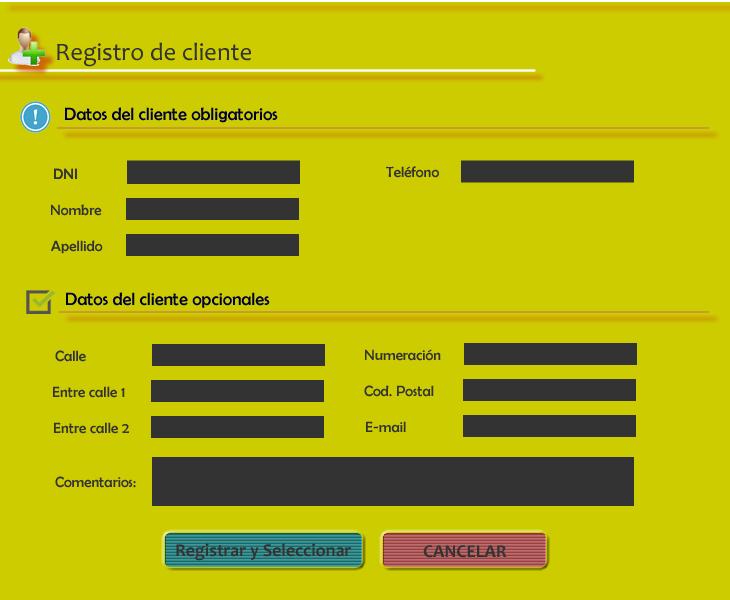 Registro de cliente
Datos del cliente obligatorios
DNI
Teléfono
Nombre
Apellido
Datos del cliente opcionales
Calle
Numeración
Entre calle 1
Cod. Postal
Entre calle 2
E-mail
Comentarios:
Registrar y Seleccionar
CANCELAR